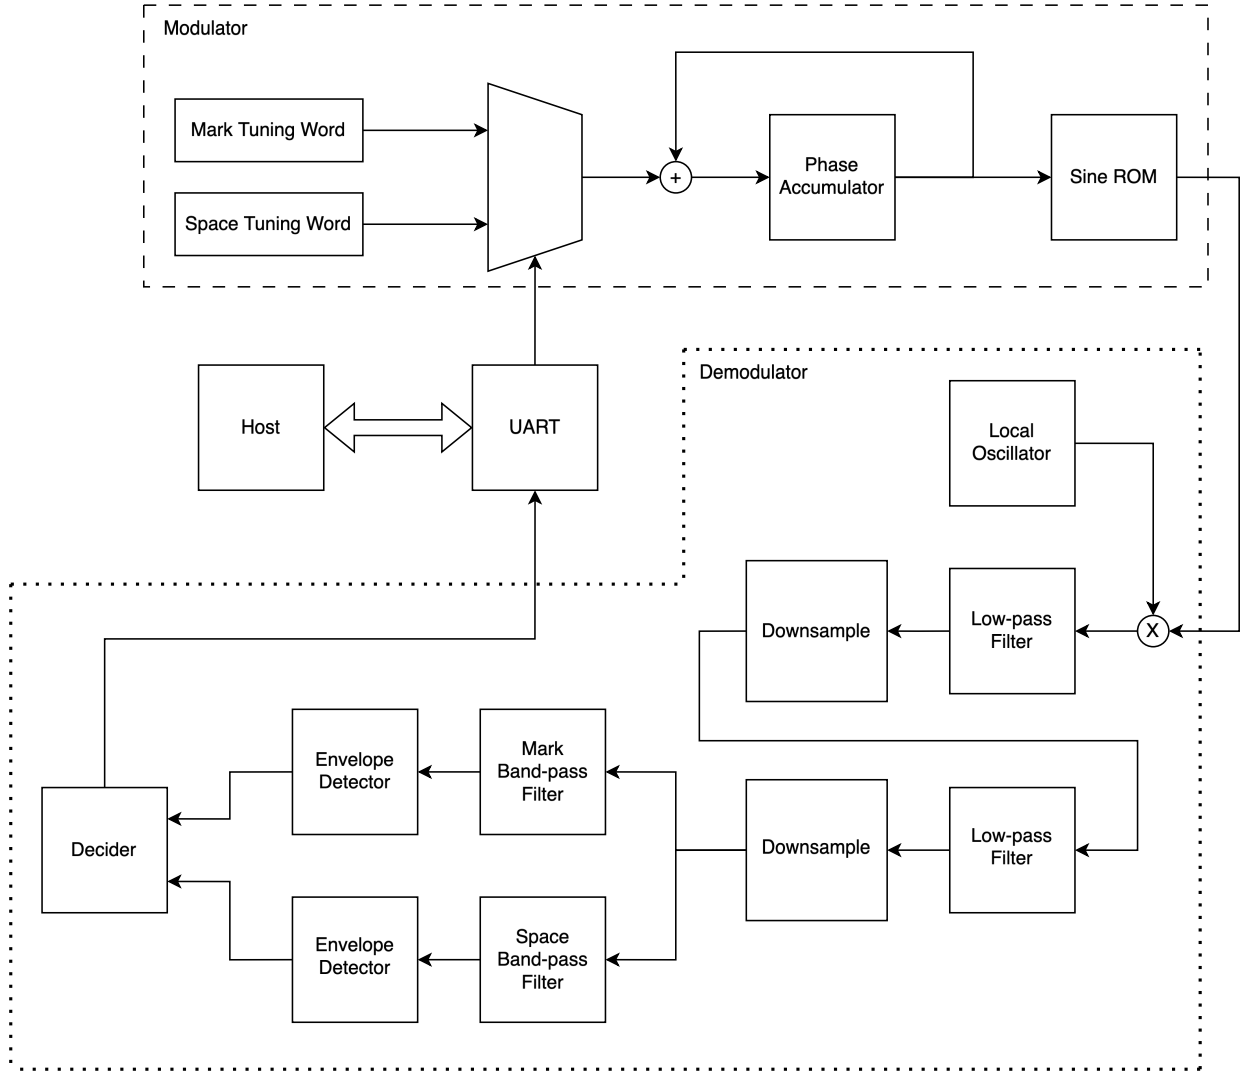 Modulator
Mark Tuning Word
Space Tuning Word
+
Phase
Accumulator
Sine ROM
Host
UART
Demodulator
Local
Oscillator
Downsample
Low-pass
Filter
X
Envelope
Detector
Mark
Band-pass
Filter
Decider
Downsample
Low-pass
Filter
Envelope
Detector
Space
Band-pass
Filter